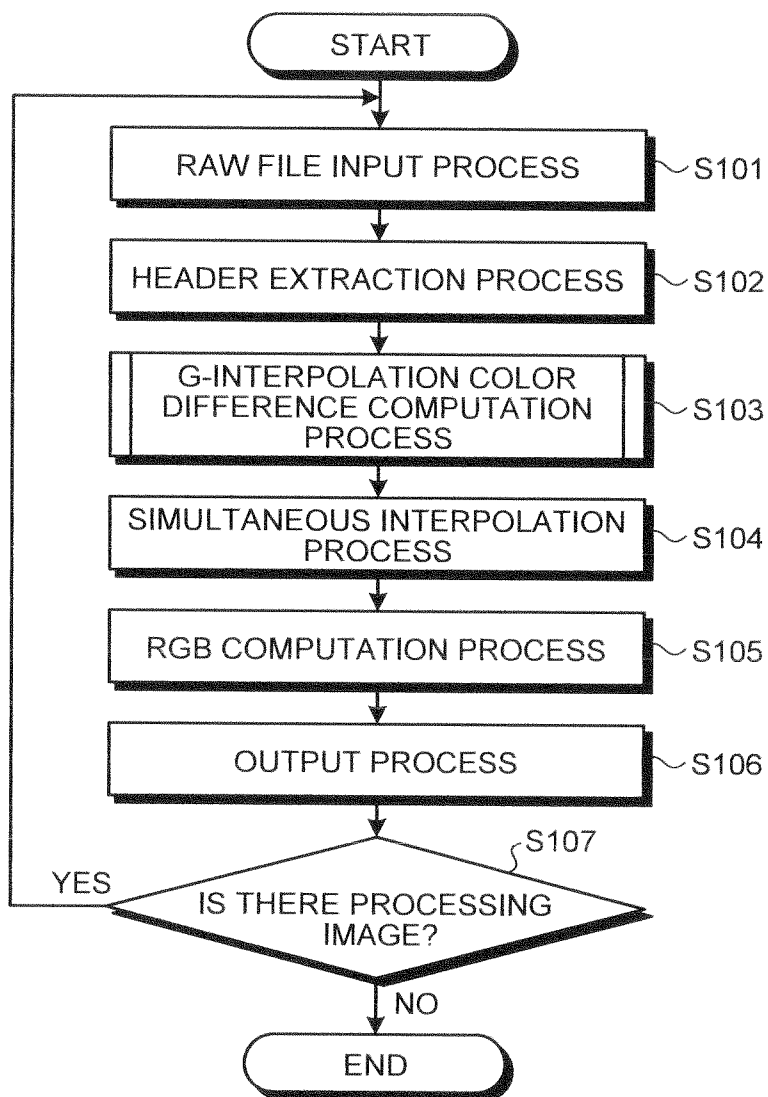 START
RAW FILE INPUT PROCESS
S101
HEADER EXTRACTION PROCESS
S102
G-INTERPOLATION COLOR
DIFFERENCE COMPUTATION
PROCESS
S103
SIMULTANEOUS INTERPOLATION
PROCESS
S104
RGB COMPUTATION PROCESS
S105
OUTPUT PROCESS
S106
S107
YES
IS THERE PROCESSING
IMAGE?
NO
END